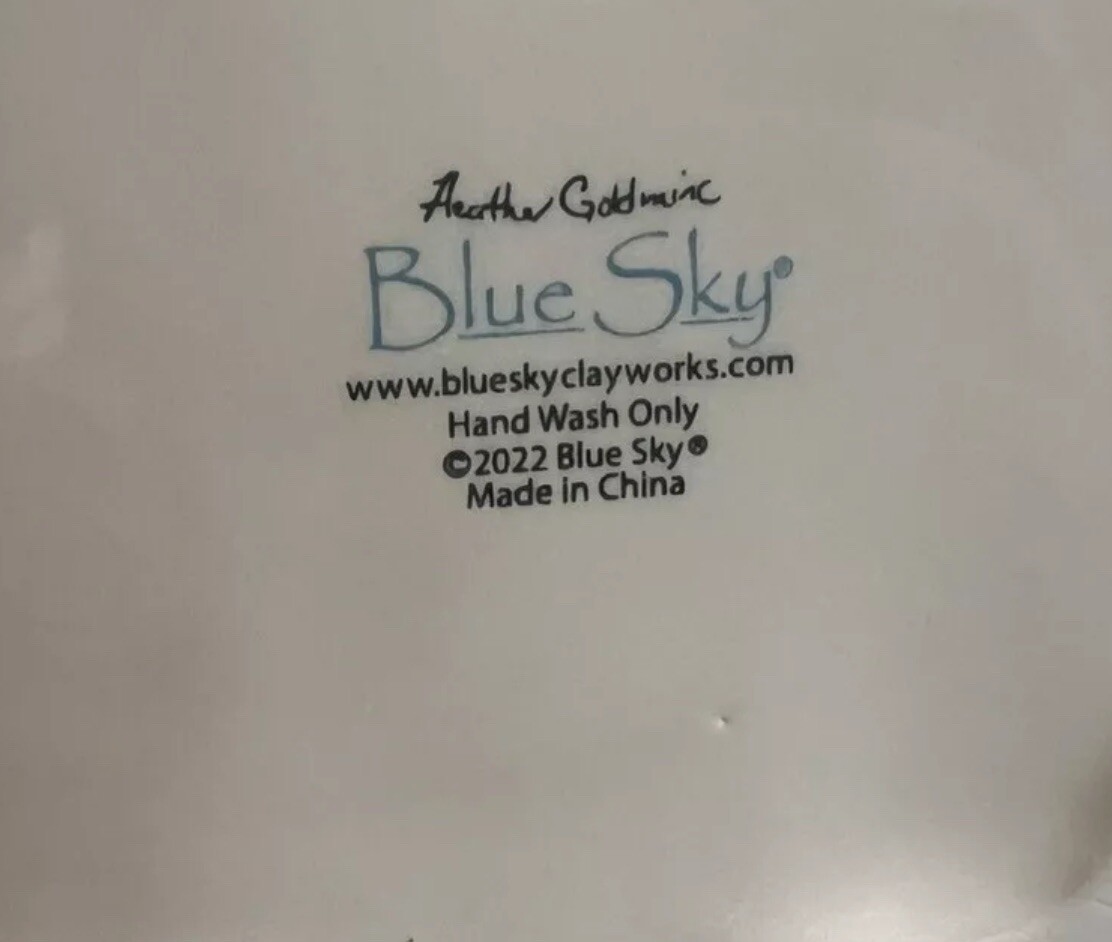 Heather Goldminc
Blue Sky®
www.blueskyclayworks.com
Hand Wash Only
©2022 Blue Sky®
Made in China